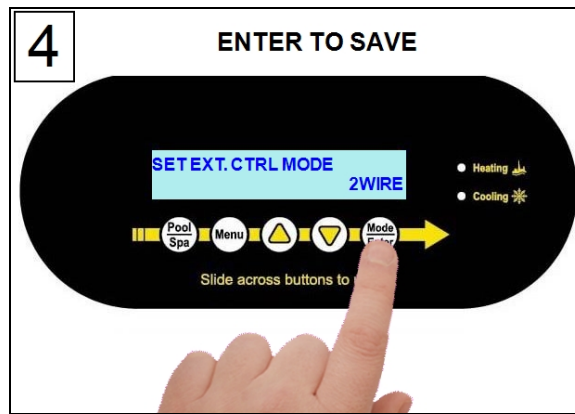 4
ENTER TO SAVE
SET EXT. CTRL MODE
2WIRE
Heating
Cooling
Pool
Spa
Menu
Mode
Slide across buttons to